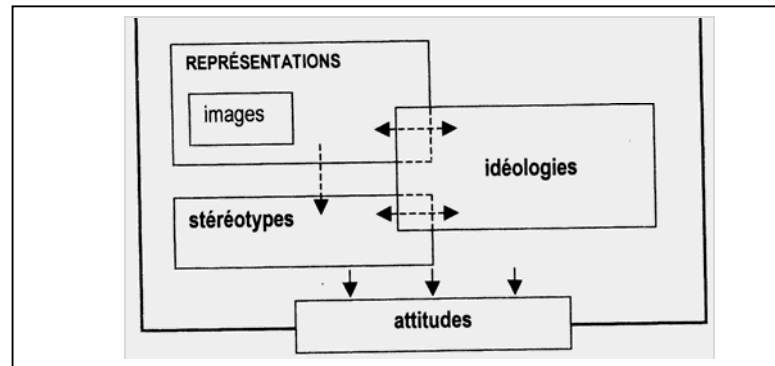 REPRÉSENTATIONS
images
idéologies
stéréotypes
attitudes